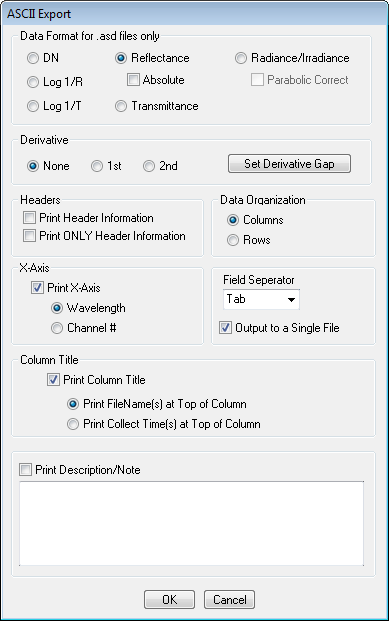 ASCII Export
Data Format for .asd files only
DN Reflectance Radiance/Irradiance
Log 1/R Absolute Parabolic Correct
Log 1/T Transmittance
Derivative
None 1st 2nd Set Derivative Gap
Headers
Print Header Information
Print ONLY Header Information
Data Organization
Columns
Rows
X-Axis
Print X-Axis
Wavelength
Channel #
Field Seperator
Tab
Output to a Single File
Column Title
Print Column Title
Print FileName(s) at Top of Column
Print Collect Time(s) at Top of Column
Print Description/Note
OK Cancel